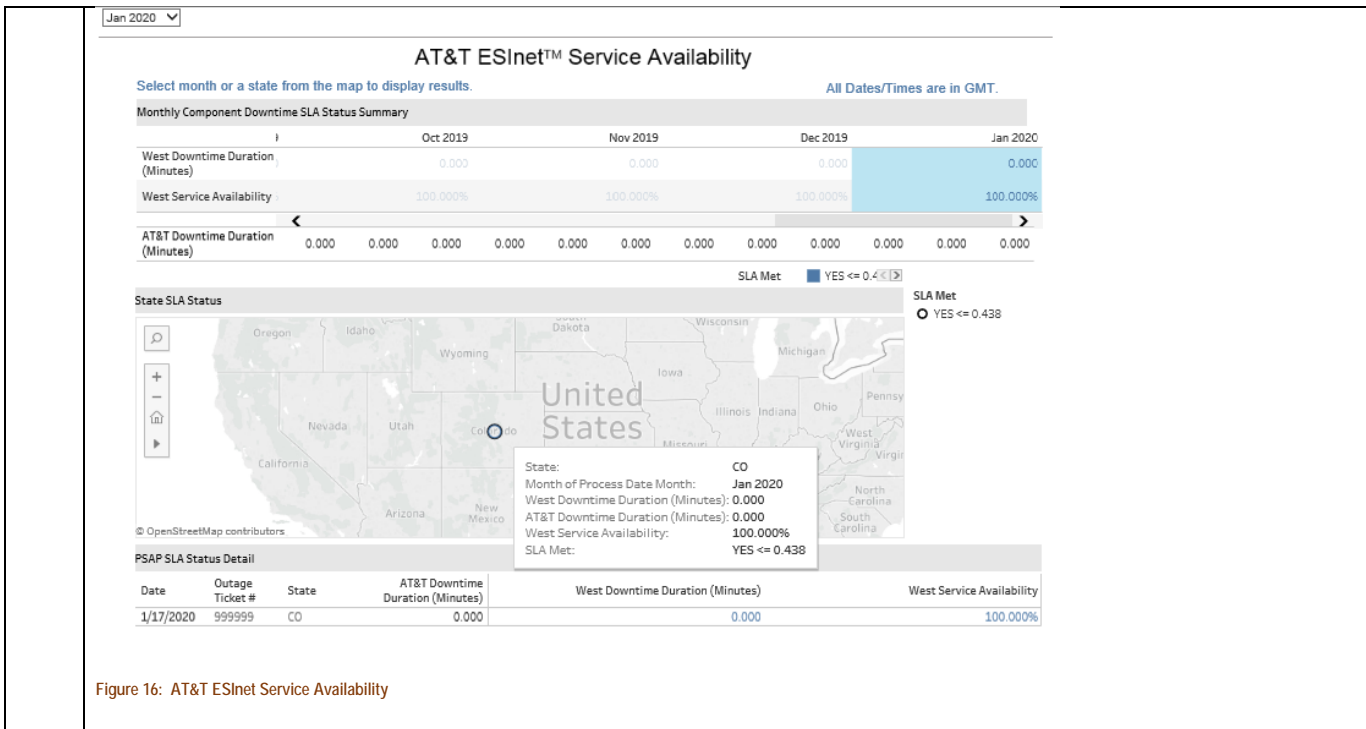 Jan 2020
AT&T ESInet™ Service Availability
Select month or a state from the map to display results.
All Dates/Times are in GMT.
Monthly Component Downtime SLA Status Summary
Oct 2019 Nov 2019 Dec 2019 Jan 2020
West Downtime Duration
(Minutes)
0.000 0.000 0.000 0.000
West Service Availability 100.000% 100.000% 100.000% 100.000%
AT&T Downtime Duration
(Minutes)
0.000 0.000 0.000 0.000 0.000 0.000 0.000 0.000 0.000 0.000 0.000 0.000
SLA Met YES <= 0.4
State SLA Status
SLA Met
YES <= 0.438
Oregon
Idaho
Dakota
Wisconsin
Wyoming
Michigan
Iowa
United
States
Nevada
Utah
Illinois
Indiana
Ohio
Pennsy
Missouri
West
Virginia
Virgir
California
Arizona
New
Mexico
North
Carolina
South
Carolina
© OpenStreetMap contributors
State: CO
Month of Process Date Month: Jan 2020
West Downtime Duration (Minutes): 0.000
AT&T Downtime Duration (Minutes): 0.000
West Service Availability: 100.000%
SLA Met: YES <= 0.438
PSAP SLA Status Detail
Date
Outage
Ticket #
State
AT&T Downtime
Duration (Minutes)
West Downtime Duration (Minutes)
West Service Availability
1/17/2020 999999 CO 0.000 0.000 100.000%
Figure 16: AT&T ESInet Service Availability